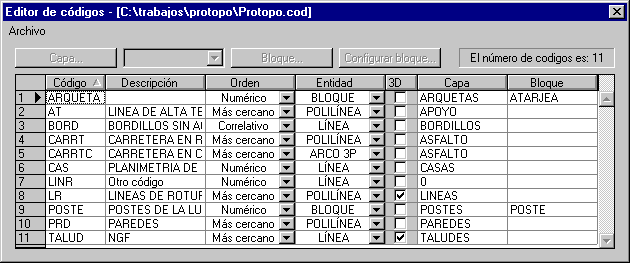 Editor de códigos - [C:\trabajos\protopo\Protopo.cod]
Archivo
Capa... Bloque... Configurar bloque... El número de codigos es: 11
Código Descripción Orden Entidad 3D Capa Bloque
1 ARQUETA Numérico BLOQUE ARQUETAS ATARJEA
2 AT LINEA DE ALTA TE Más cercano POLILÍNEA APOYO
3 BORD BORDILLOS SIN AC Correlativo LÍNEA BORDILLOS
4 CARRT CARRETERA EN R Más cercano POLILÍNEA ASFALTO
5 CARRTC CARRETERA EN C Más cercano ARCO 3P ASFALTO
6 CAS PLANIMETRIA DE Numérico LÍNEA CASAS
7 LINR Otro código Numérico LÍNEA 0
8 LR LINEAS DE ROTUR Más cercano POLILÍNEA LINEAS
9 POSTE POSTES DE LA LU Numérico BLOQUE POSTES POSTE
10 PRD PAREDES Más cercano POLILÍNEA PAREDES
11 TALUD NGF Más cercano LÍNEA TALUDES